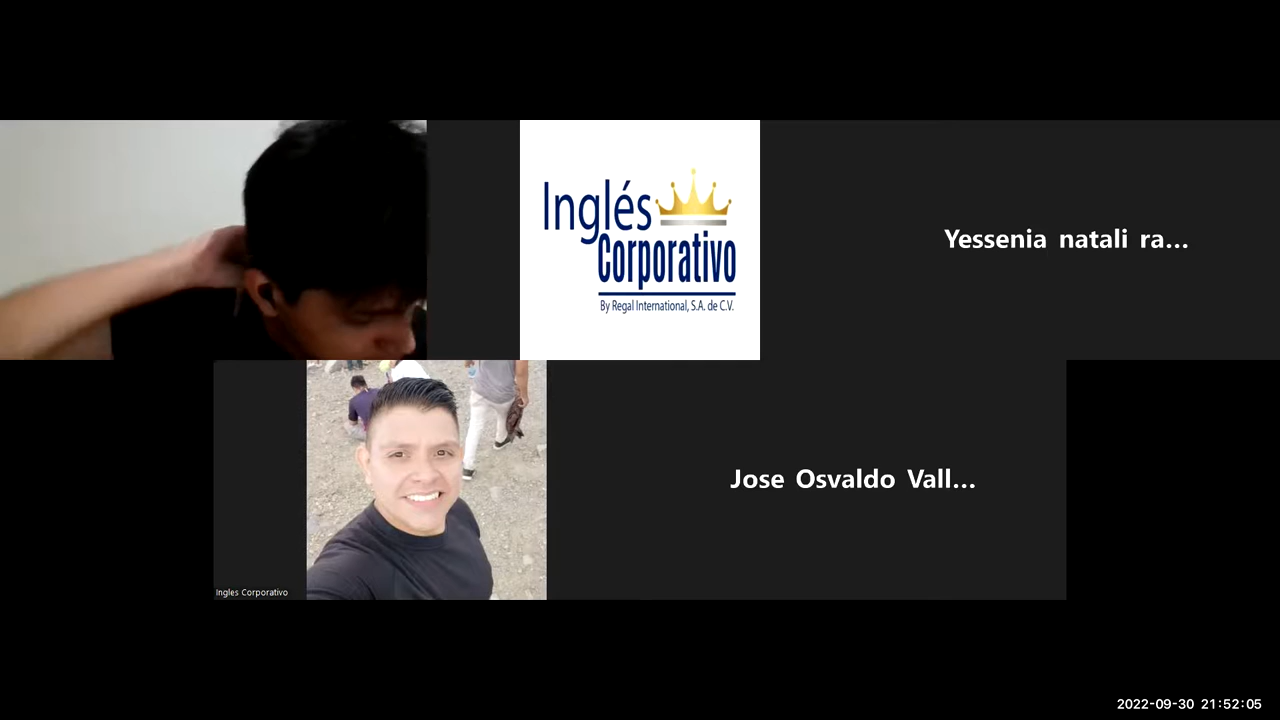 Inglés
Corporativo
By Regal International, S.A. de C.V.
Yessenia natali ra...
Jose Osvaldo Vall...
Ingles Corporativo
2022-09-30 21:52:05